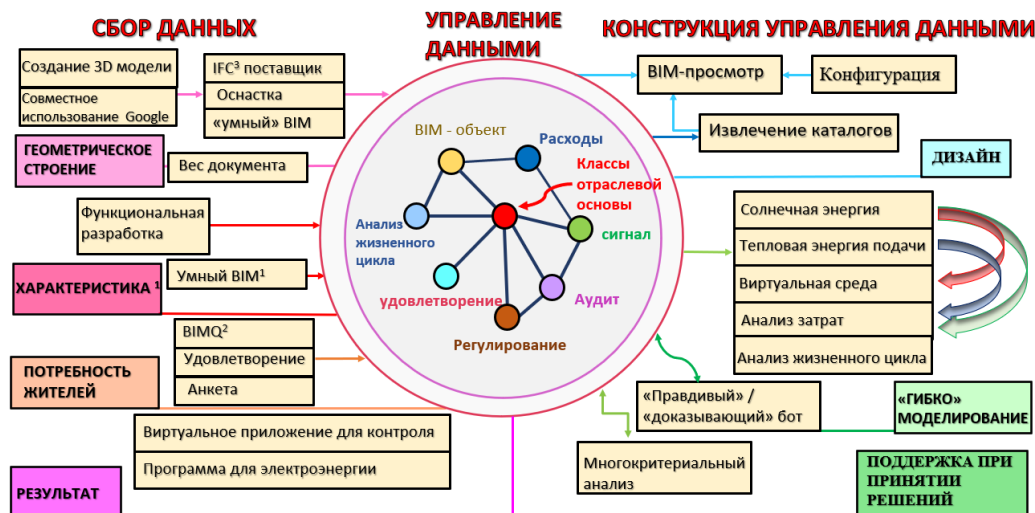 СБОР ДАННЫХ
УПРАВЛЕНИЕ
ДАННЫМИ
КОНСТРУКЦИЯ УПРАВЛЕНИЯ ДАННЫМИ
Создание 3D модели
Совместное
использование Google
IFC³ поставщик
Оснастка
«умный» BIM
ГЕОМЕТРИЧЕСКОЕ
СТРОЕНИЕ
Вес документа
Функциональная
разработка
ХАРАКТЕРИСТИКА ¹
Умный BIM¹
BIMQ²
Удовлетворение
Анкета
ПОТРЕБНОСТЬ
ЖИТЕЛЕЙ
Виртуальное приложение для контроля
Программа для электроэнергии
РЕЗУЛЬТАТ
BIM - объект
Расходы
Классы
отраслевой
основы
Анализ
жизненного
цикла
сигнал
удовлетворение
Аудит
Регулирование
BIM-просмотр
Конфигурация
Извлечение каталогов
ДИЗАЙН
Солнечная энергия
Тепловая энергия подачи
Виртуальная среда
Анализ затрат
Анализ жизненного цикла
«Правдивый» /
«доказывающий» бот
«ГИБКО»
МОДЕЛИРОВАНИЕ
Многокритериальный
анализ
ПОДДЕРЖКА ПРИ
ПРИНЯТИИ
РЕШЕНИЙ